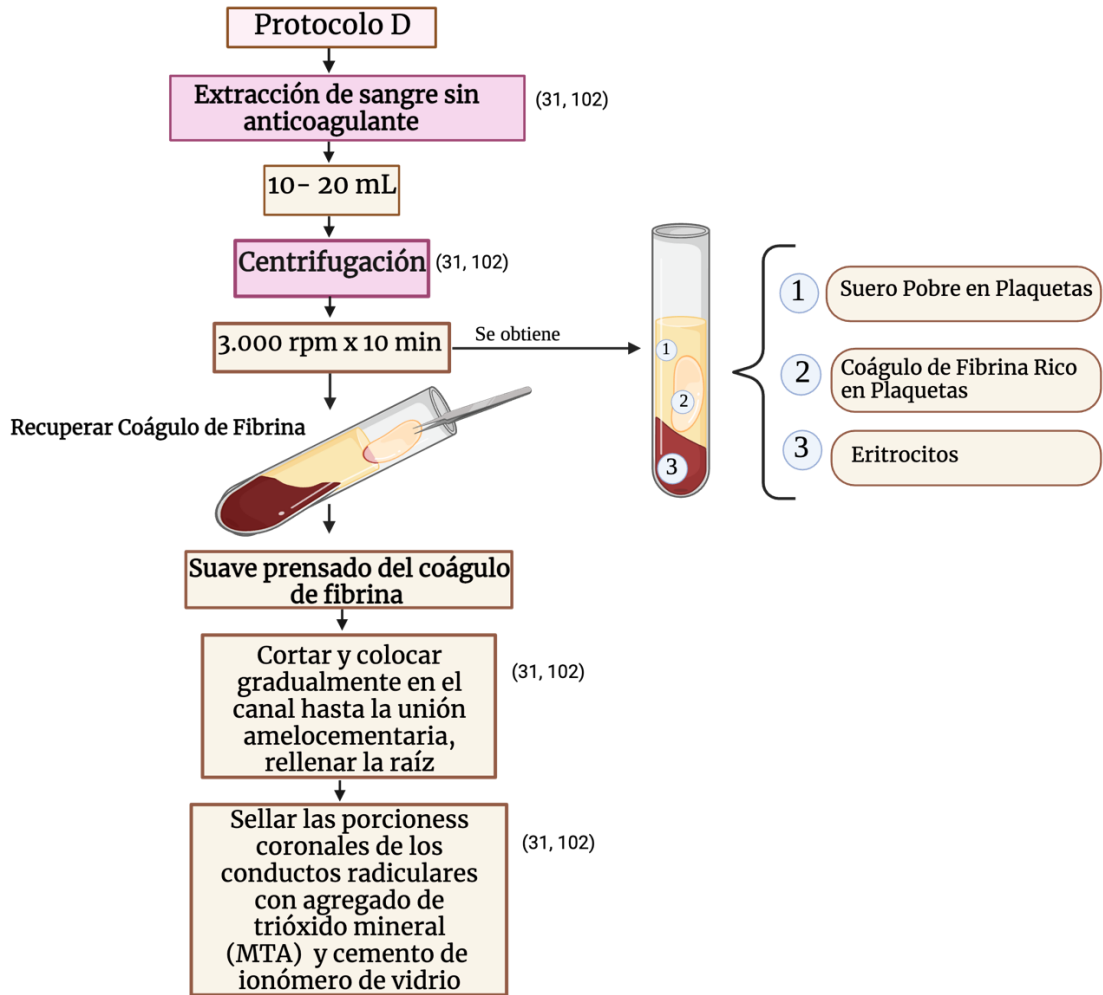 Protocolo D
Extracción de sangre sin
anticoagulante
(31, 102)
10- 20 mL
Centrifugación
(31, 102)
3.000 rpm x 10 min
Se obtiene
1
2
3
1
Suero Pobre en Plaquetas
2
Coágulo de Fibrina Rico
en Plaquetas
3
Eritrocitos
Recuperar Coágulo de Fibrina
Suave prensado del coágulo
de fibrina
Cortar y colocar
gradualmente en el
canal hasta la unión
amelocementaria,
rellenar la raíz
(31, 102)
Sellar las porcioness
coronales de los
conductos radiculares
con agregado de
trióxido mineral
(MTA) y cemento de
ionómero de vidrio
(31, 102)